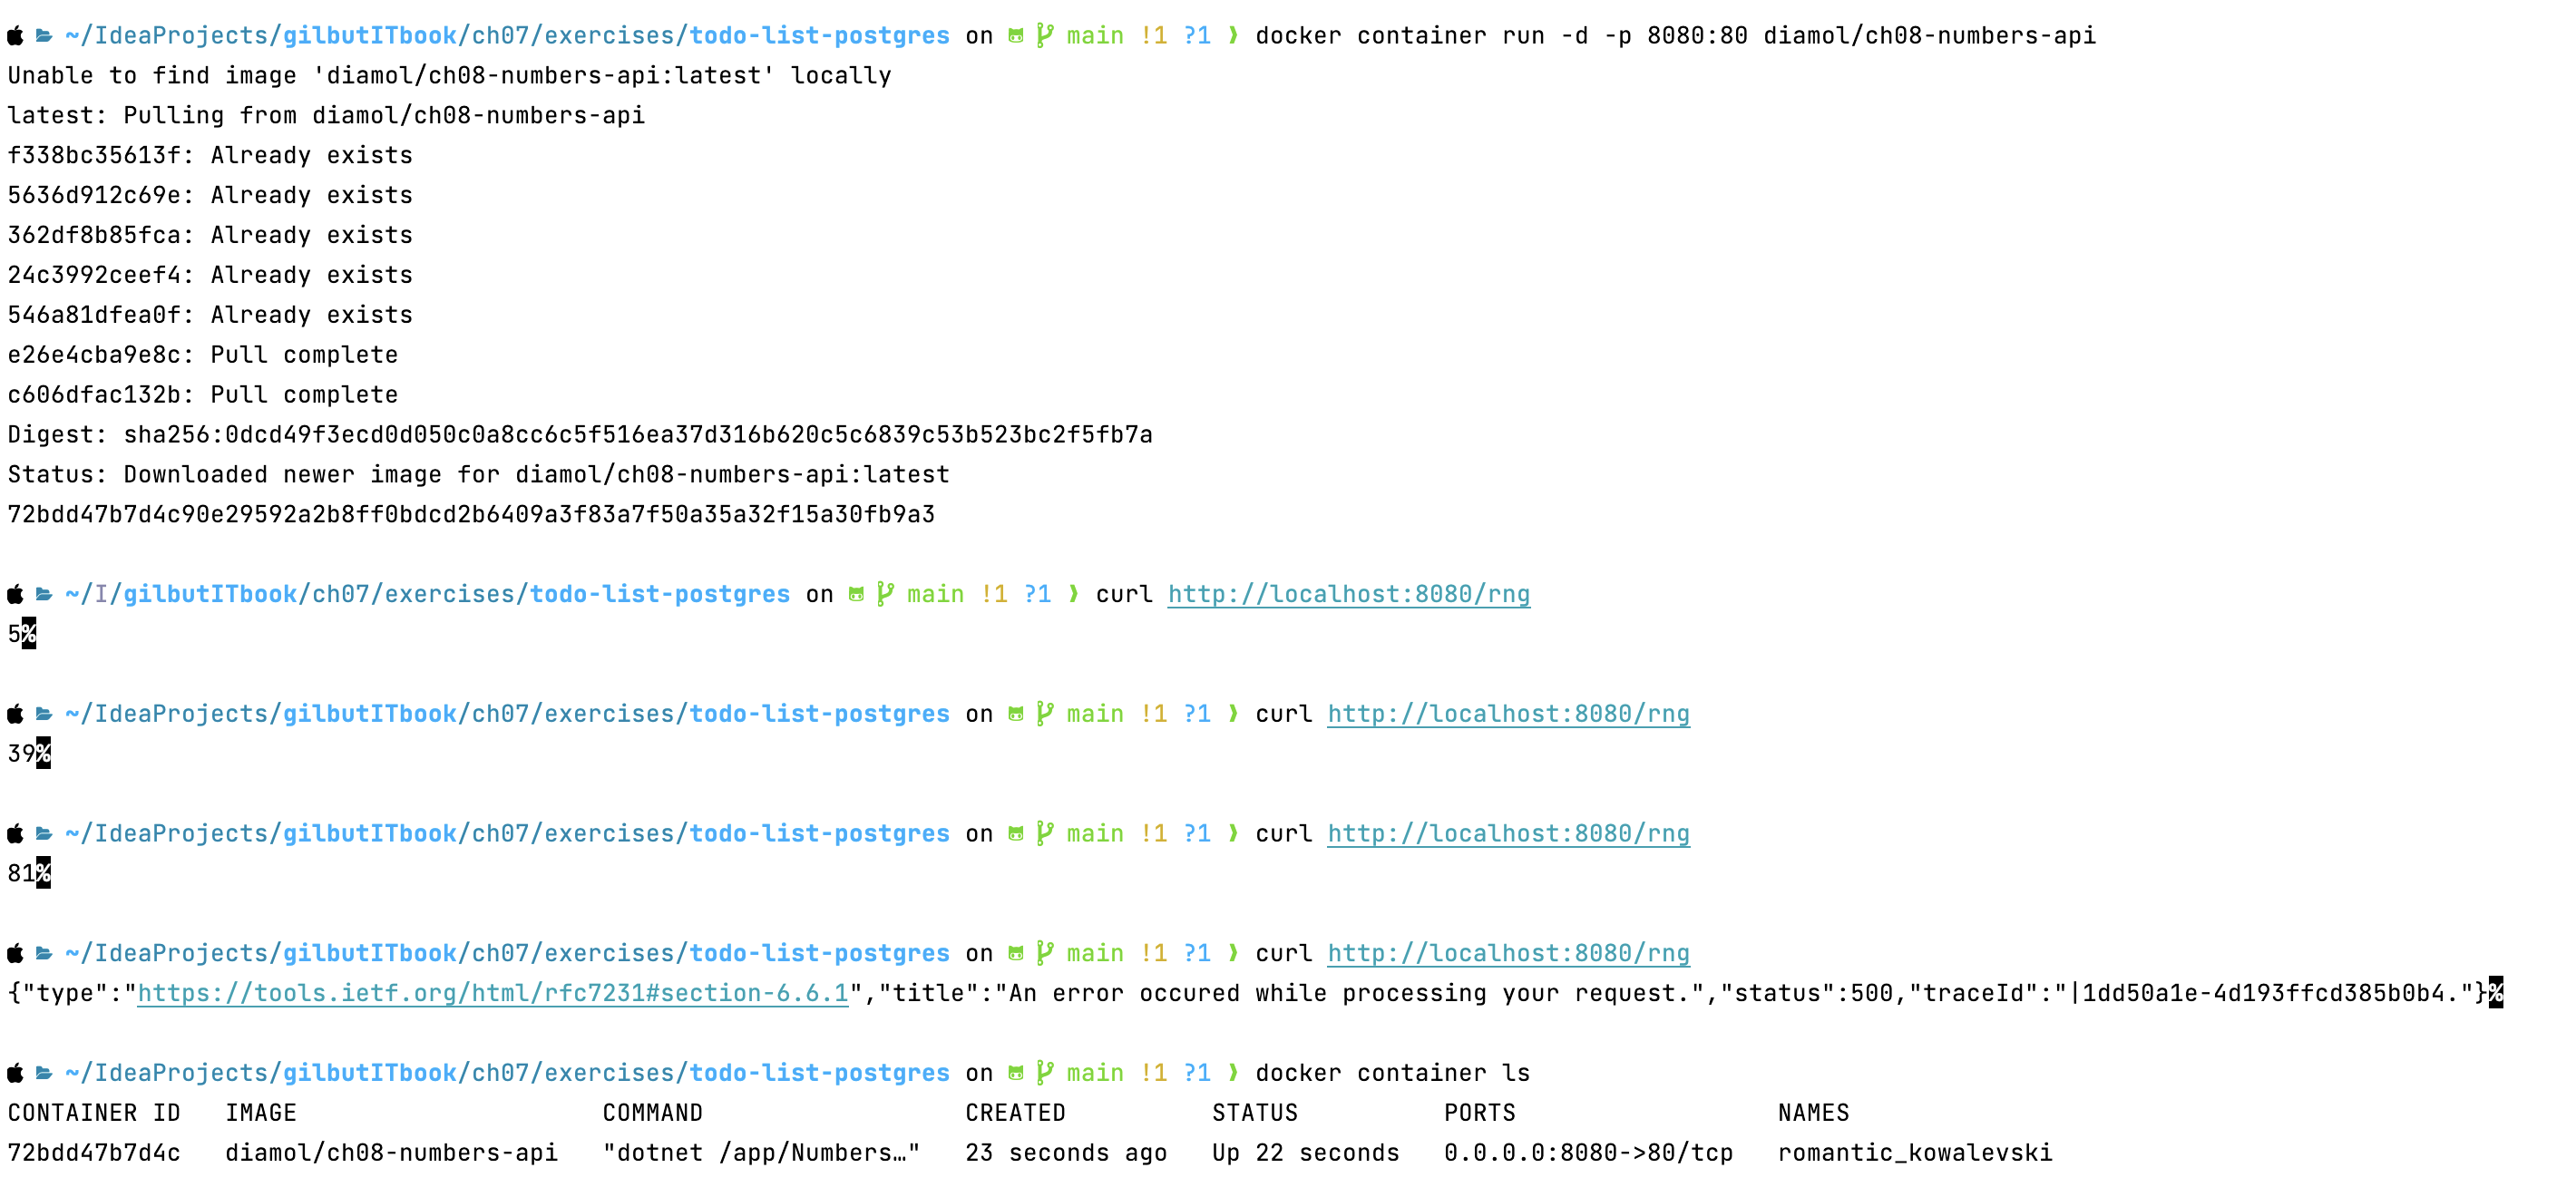 ~/IdeaProjects/gilbutITbook/ch07/exercises/todo-list-postgres on main !1 ?1 ❱ docker container run -d -p 8080:80 diamol/ch08-numbers-api
Unable to find image 'diamol/ch08-numbers-api:latest' locally
latest: Pulling from diamol/ch08-numbers-api
f338bc35613f: Already exists
5636d912c69e: Already exists
362df8b85fca: Already exists
24c3992ceef4: Already exists
546a81dfea0f: Already exists
e26e4cba9e8c: Pull complete
c606dfac132b: Pull complete
Digest: sha256:0dcd49f3ecd0d050c0a8cc6c5f516ea37d316b620c5c6839c53b523bc2f5fb7a
Status: Downloaded newer image for diamol/ch08-numbers-api:latest
72bdd47b7d4c90e29592a2b8ff0bdcd2b6409a3f83a7f50a35a32f15a30fb9a3
~/I/gilbutITbook/ch07/exercises/todo-list-postgres on main !1 ?1 ❱ curl http://localhost:8080/rng
5%
~/IdeaProjects/gilbutITbook/ch07/exercises/todo-list-postgres on main !1 ?1 ❱ curl http://localhost:8080/rng
39%
~/IdeaProjects/gilbutITbook/ch07/exercises/todo-list-postgres on main !1 ?1 ❱ curl http://localhost:8080/rng
81%
~/IdeaProjects/gilbutITbook/ch07/exercises/todo-list-postgres on main !1 ?1 ❱ curl http://localhost:8080/rng
{"type":"https://tools.ietf.org/html/rfc7231#section-6.6.1","title":"An error occured while processing your request.","status":500,"traceId":"|1dd50a1e-4d193ffcd385b0b4."}%
~/IdeaProjects/gilbutITbook/ch07/exercises/todo-list-postgres on main !1 ?1 ❱ docker container ls
CONTAINER ID IMAGE COMMAND CREATED STATUS PORTS NAMES
72bdd47b7d4c diamol/ch08-numbers-api "dotnet /app/Numbers…" 23 seconds ago Up 22 seconds 0.0.0.0:8080->80/tcp romantic_kowalevski